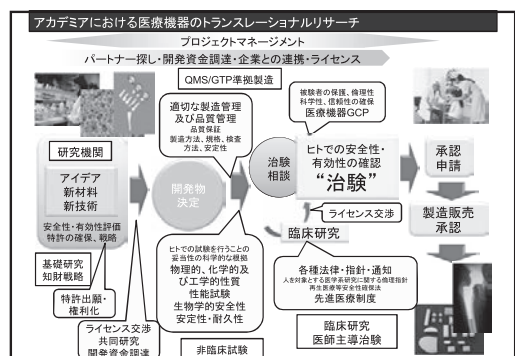 アカデミアにおける医療機器のトランスレーショナルリサーチ
プロジェクトマネージメント
パートナー探し・開発資金調達・企業との連携・ライセンス
QMS/GTP準拠製造
適切な製造管理
及び品質管理
品質保証
製造方法、規格、検査
方法、安定性
被験者の保護、倫理性
科学性、信頼性の確保
医療機器GCP
研究機関
アイデア
新材料
新技術
安全性・有効性評価
特許の確保、戦略
開発物
決定
治験
相談
ヒトでの安全性・
有効性の確認
“治験”
承認
申請
ライセンス交渉
製造販売
承認
臨床研究
基礎研究
知財戦略
特許出願・
権利化
ライセンス交渉
共同研究
開発資金調達
ヒトでの試験を行うことの
妥当性の科学的な根拠
物理的、化学的及
び工学的性質
性能試験
生物学的安全性
安定性・耐久性
非臨床試験
各種法律・指針・通知
人を対象とする医学系研究に関する倫理指針
再生医療等安全性確保法
先進医療制度
臨床研究
医師主導治験